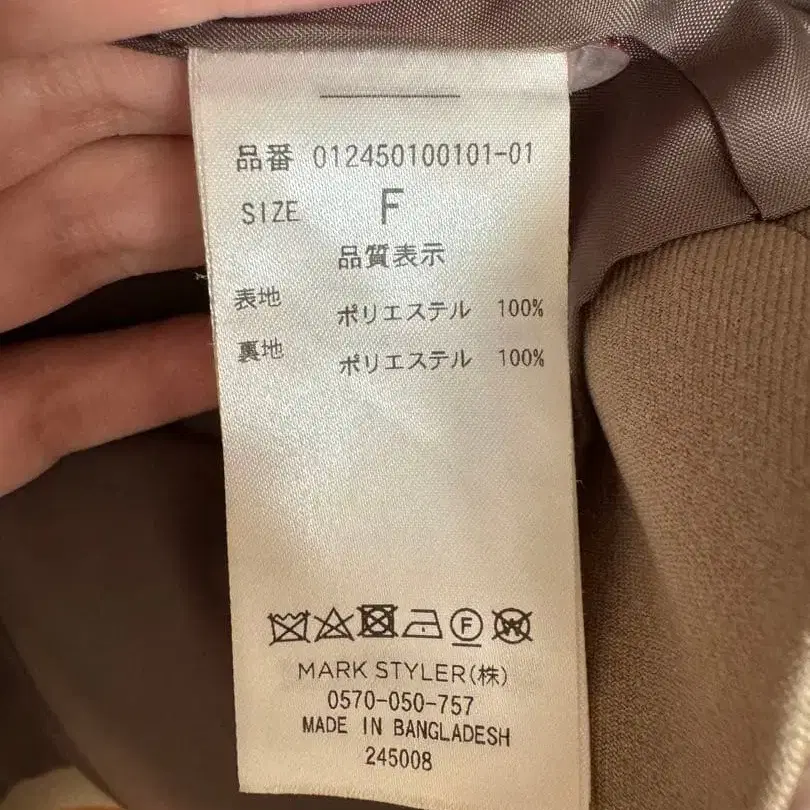 品番 012450100101-01
SIZE F
品質表示
表地 ポリエステル 100%
裏地 ポリエステル 100%
F W
MARK STYLER(株)
0570-050-757
MADE IN BANGLADESH
245008